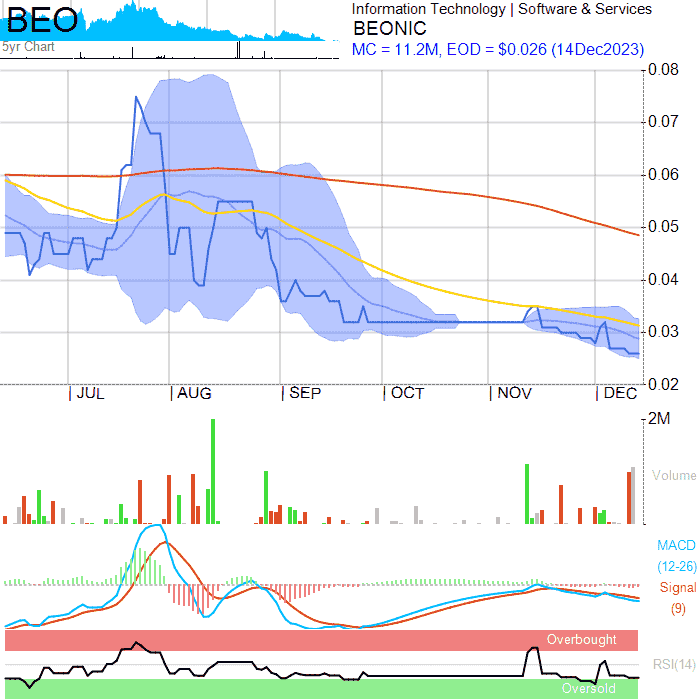 BEO
5yr Chart
Information Technology | Software & Services
BEONIC
MC = 11.2M, EOD = $0.026 (14Dec2023)
0.08
0.07
0.06
0.05
0.04
0.03
0.02
JUL AUG SEP OCT NOV DEC
2M
Volume
MACD
(12-26)
Signal
(9)
Overbought
RSI(14)
Oversold